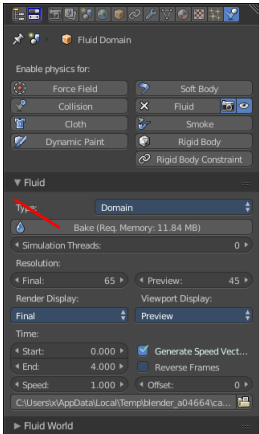 Fluid Domain
Enable physics for:
Force Field
Soft Body
Collision
Fluid
Cloth
Smoke
Dynamic Paint
Rigid Body
Rigid Body Constraint
Fluid
Type:
Domain
Bake (Req. Memory: 11.84 MB)
Simulation Threads: 0
Resolution:
Final: 65
Preview: 45
Render Display:
Viewport Display:
Final
Preview
Time:
Start: 0.000
Generate Speed Vect...
End: 4.000
Reverse Frames
Speed: 1.000
Offset: 0
C:\Users\x\AppData\Local\Temp\blender_a04664\ca...
Fluid World